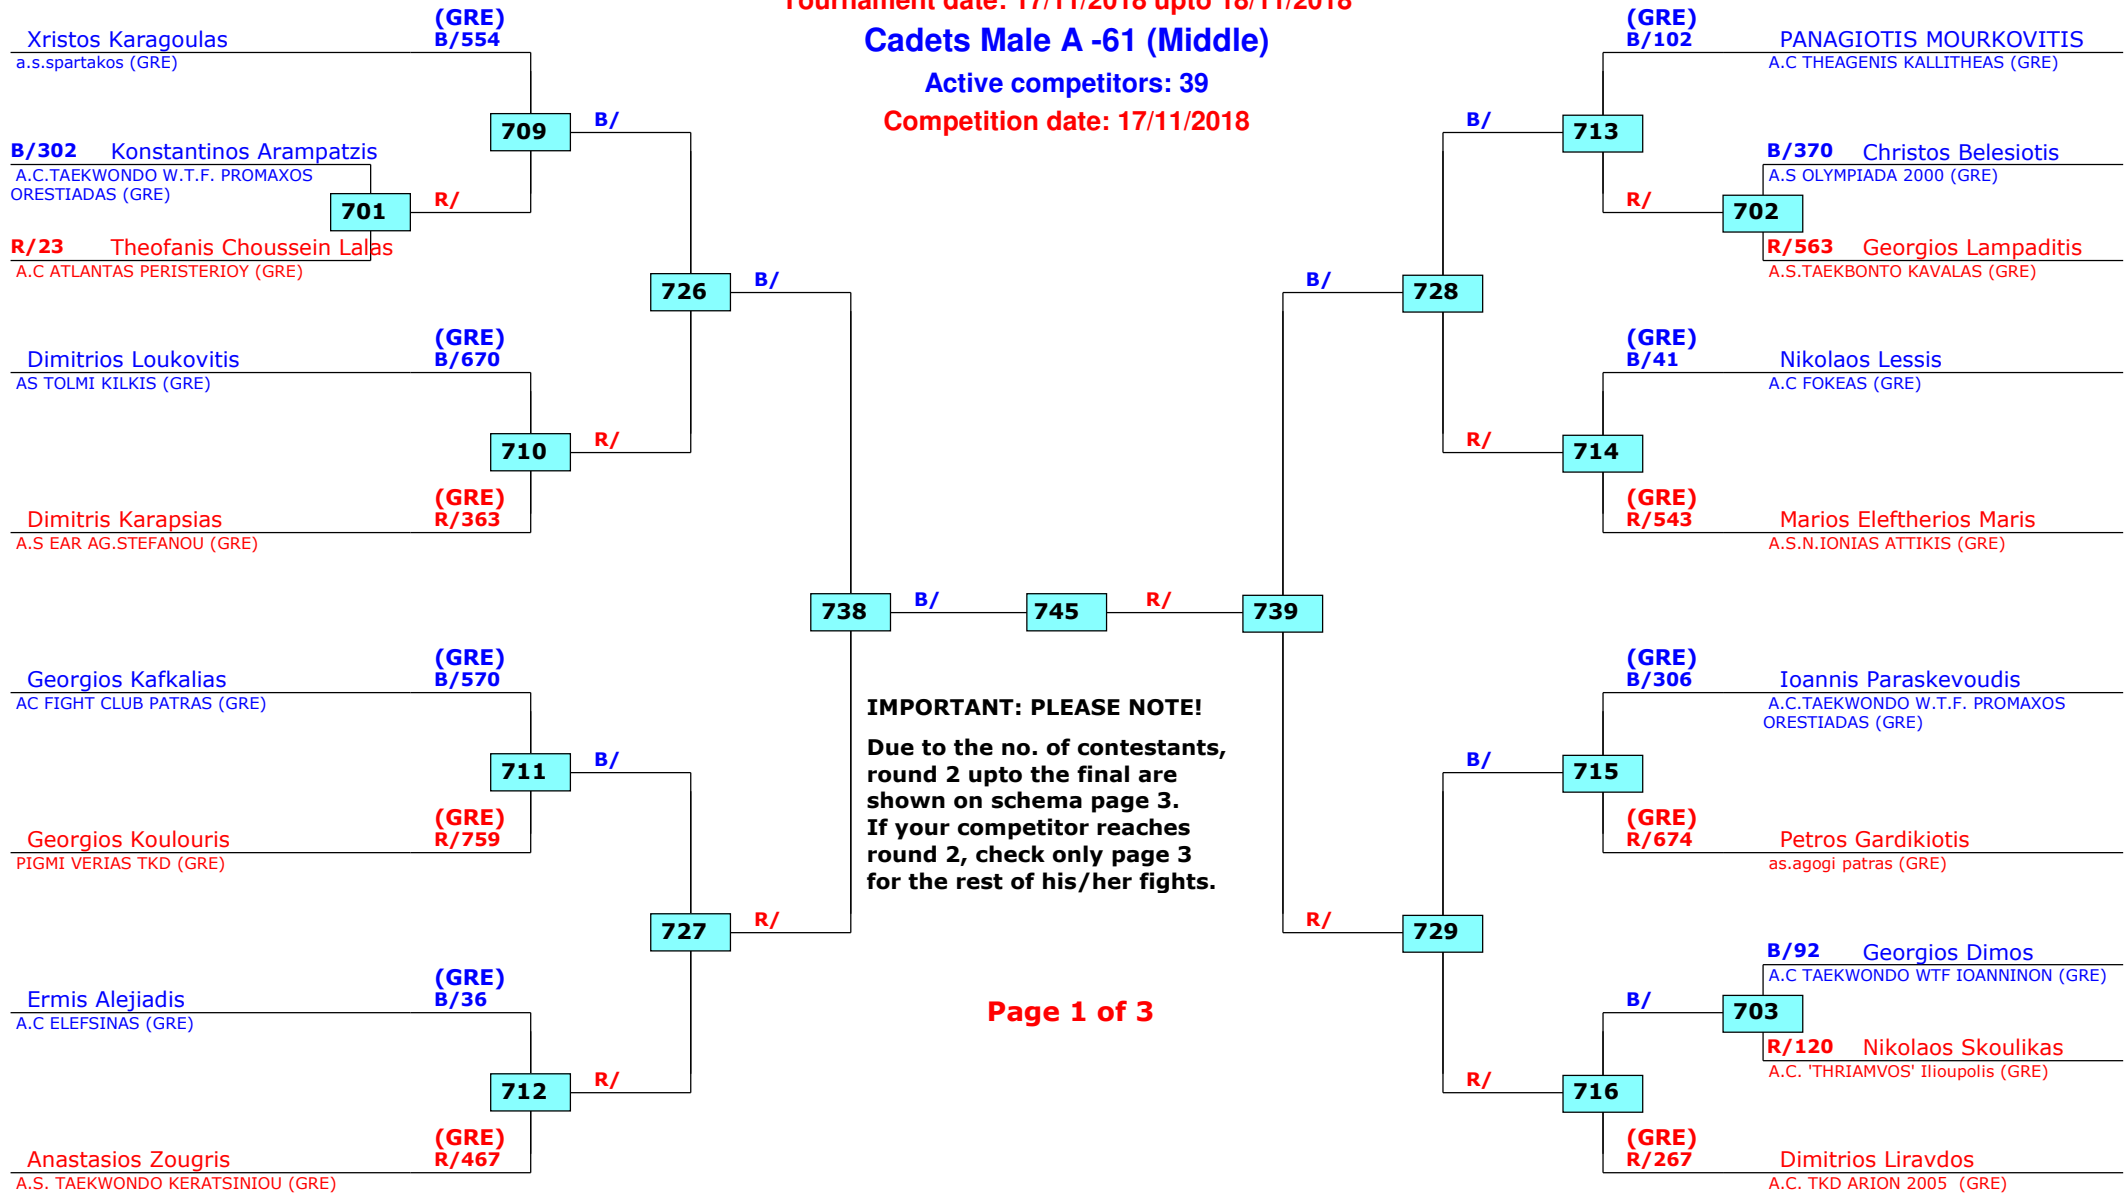 Tournament date: 17/11/2018 upto 18/11/2018
Cadets Male A -61 (Middle)
Active competitors: 39
Competition date: 17/11/2018
(GRE)
Xristos Karagoulas B/554
a.s.spartakos (GRE)
709 B/
B/302 Konstantinos Arampatzis
A.C.TAEKWONDO W.T.F. PROMAXOS
ORESTIADAS (GRE)
701 R/
R/23 Theofanis Choussein Lalas
A.C ATLANTAS PERISTERIOY (GRE)
726 B/
(GRE)
Dimitrios Loukovitis B/670
AS TOLMI KILKIS (GRE)
710 R/
(GRE)
Dimitris Karapsias R/363
A.S EAR AG.STEFANOU (GRE)
738 B/ 745 R/ 739
(GRE)
Georgios Kafkalias B/570
AC FIGHT CLUB PATRAS (GRE)
711 B/
(GRE)
Georgios Koulouris R/759
PIGMI VERIAS TKD (GRE)
727 R/
(GRE)
Ermis Alejiadis B/36
A.C ELEFSINAS (GRE)
712 R/
(GRE)
Anastasios Zougris R/467
A.S. TAEKWONDO KERATSINIOU (GRE)
IMPORTANT: PLEASE NOTE!
Due to the no. of contestants,
round 2 upto the final are
shown on schema page 3.
If your competitor reaches
round 2, check only page 3
for the rest of his/her fights.
Page 1 of 3
(GRE)
B/102 PANAGIOTIS MOURKOVITIS
A.C THEAGENIS KALLITHEAS (GRE)
B/ 713
B/370 Christos Belesiotis
A.S OLYMPIADA 2000 (GRE)
R/ 702
R/563 Georgios Lampaditis
A.S.TAEKBONTO KAVALAS (GRE)
B/ 728
(GRE)
B/41 Nikolaos Lessis
A.C FOKEAS (GRE)
R/ 714
(GRE)
R/543 Marios Eleftherios Maris
A.S.N.IONIAS ATTIKIS (GRE)
(GRE)
B/306 Ioannis Paraskevoudis
A.C.TAEKWONDO W.T.F. PROMAXOS
ORESTIADAS (GRE)
B/ 715
(GRE)
R/674 Petros Gardikiotis
as.agogi patras (GRE)
R/ 729
B/92 Georgios Dimos
A.C TAEKWONDO WTF IOANNINON (GRE)
B/ 703
R/120 Nikolaos Skoulikas
A.C. 'THRIAMVOS' Ilioupolis (GRE)
R/ 716
(GRE)
R/267 Dimitrios Liravdos
A.C. TKD ARION 2005 (GRE)